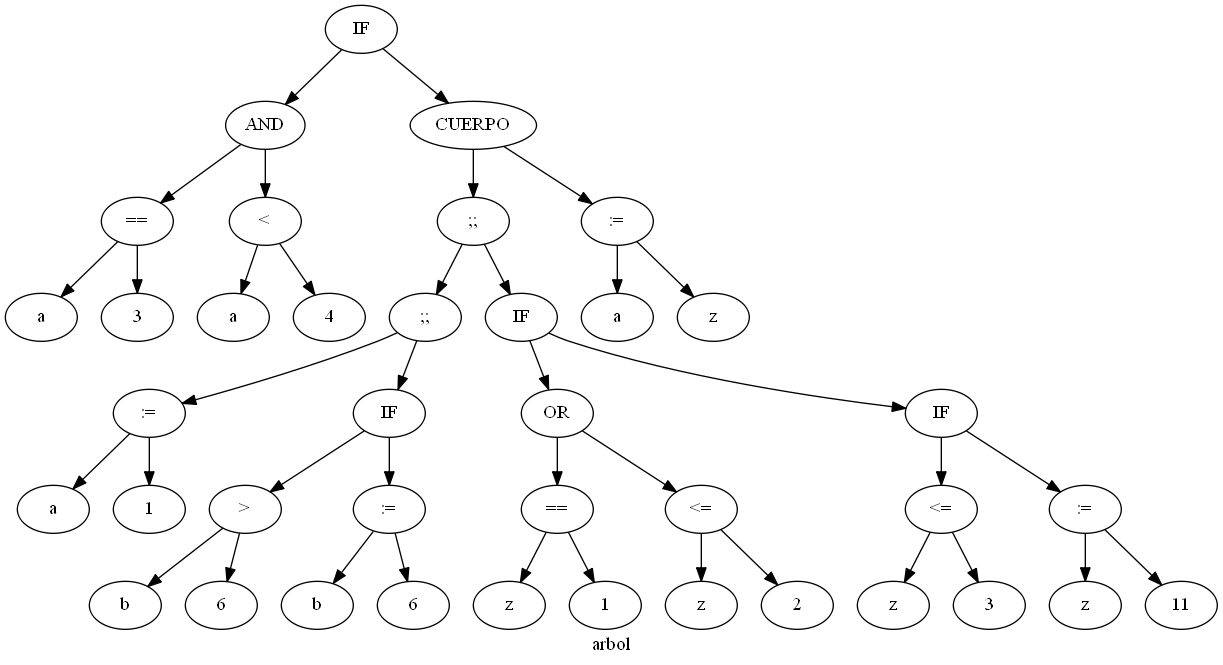 IF
AND CUERPO
== < ;; :=
a 3 a 4 ;; IF a z
:= IF OR IF
a 1 > := == <= <= :=
b 6 b 6 z 1 z 2 z 3 z 11
arbol